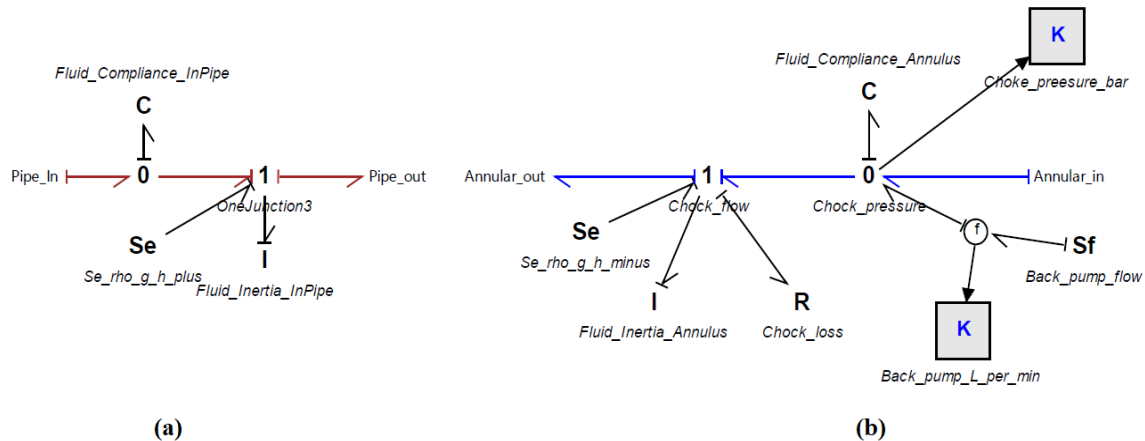 Fluid_Compliance_InPipe
C
Pipe_In
0
1
Pipe_out
OneJunction3
Se
Se_rho_g_h_plus
I
Fluid_Inertia_InPipe
(a)
K
Choke_preesure_bar
Fluid_Compliance_Annulus
C
Annular_out
1
0
Annular_in
Chock_flow
Chock_pressure
f
Se
Se_rho_g_h_minus
Sf
Back_pump_flow
I
Fluid_Inertia_Annulus
R
Chock_loss
K
Back_pump_L_per_min
(b)